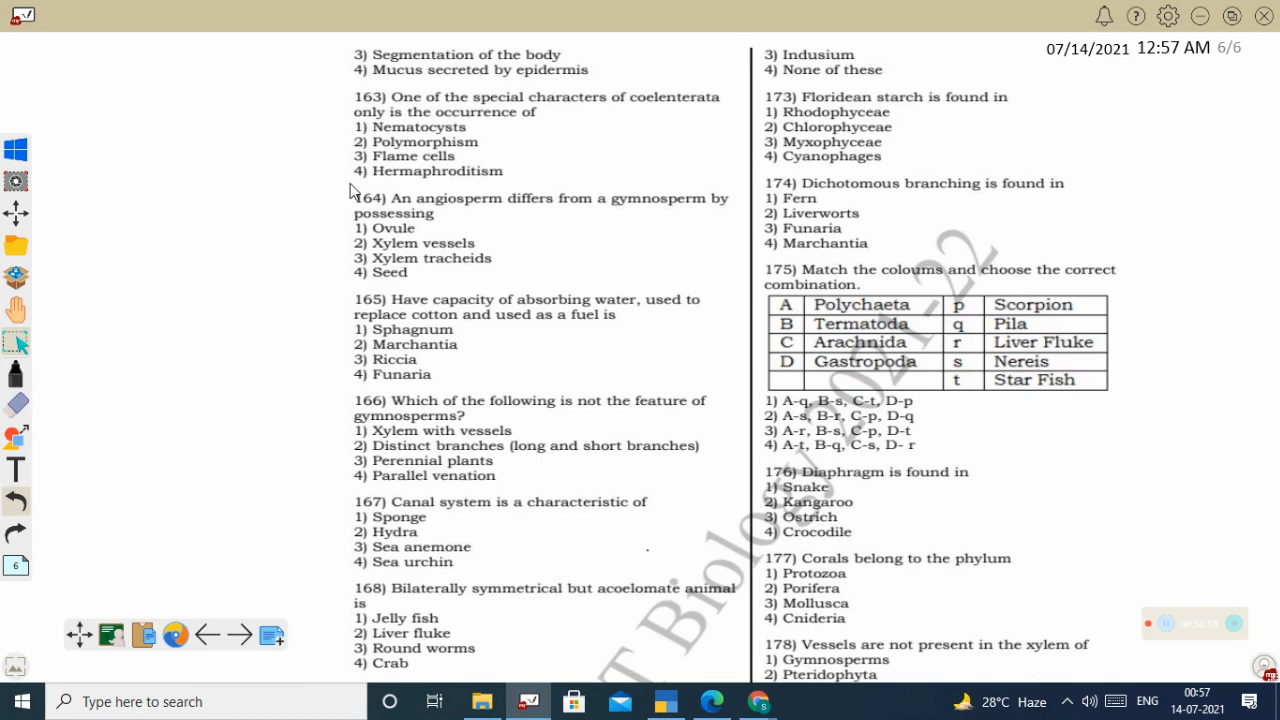 07/14/2021 12:57 AM 6/6
3) Segmentation of the body
4) Mucus secreted by epidermis
163) One of the special characters of coelenterata
only is the occurrence of
1) Nematocysts
2) Polymorphism
3) Flame cells
4) Hermaphroditism
164) An angiosperm differs from a gymnosperm by
possessing
1) Ovule
2) Xylem vessels
3) Xylem tracheids
4) Seed
165) Have capacity of absorbing water, used to
replace cotton and used as a fuel is
1) Sphagnum
2) Marchantia
3) Riccia
4) Funaria
166) Which of the following is not the feature of
gymnosperms?
1) Xylem with vessels
2) Distinct branches (long and short branches)
3) Perennial plants
4) Parallel venation
167) Canal system is a characteristic of
1) Sponge
2) Hydra
3) Sea anemone
4) Sea urchin
168) Bilaterally symmetrical but acoelomate animal
is
1) Jelly fish
2) Liver fluke
3) Round worms
4) Crab
3) Indusium
4) None of these
173) Floridean starch is found in
1) Rhodophyceae
2) Chlorophyceae
3) Myxophyceae
4) Cyanophages
174) Dichotomous branching is found in
1) Fern
2) Liverworts
3) Funaria
4) Marchantia
175) Match the coloums and choose the correct
combination.
A Polychaeta p Scorpion
B Termatoda q Pila
C Arachnida r Liver Fluke
D Gastropoda s Nereis
t Star Fish
1) A-q, B-s, C-t, D-p
2) A-s, B-r, C-p, D-q
3) A-r, B-s, C-p, D-t
4) A-t, B-q, C-s, D- r
176) Diaphragm is found in
1) Snake
2) Kangaroo
3) Ostrich
4) Crocodile
177) Corals belong to the phylum
1) Protozoa
2) Porifera
3) Mollusca
4) Cnideria
178) Vessels are not present in the xylem of
1) Gymnosperms
2) Pteridophyta
T Biology 2021-22
6
00:55:59
Type here to search
28°C Haze
ENG
00:57
14-07-2021